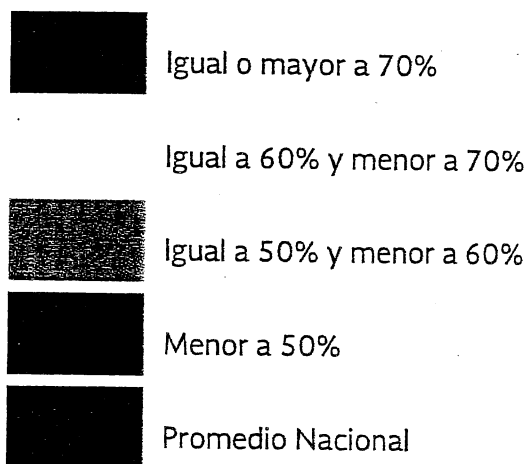 Igual o mayor a 70%
Igual a 60% y menor a 70%
Igual a 50% y menor a 60%
Menor a 50%
Promedio Nacional